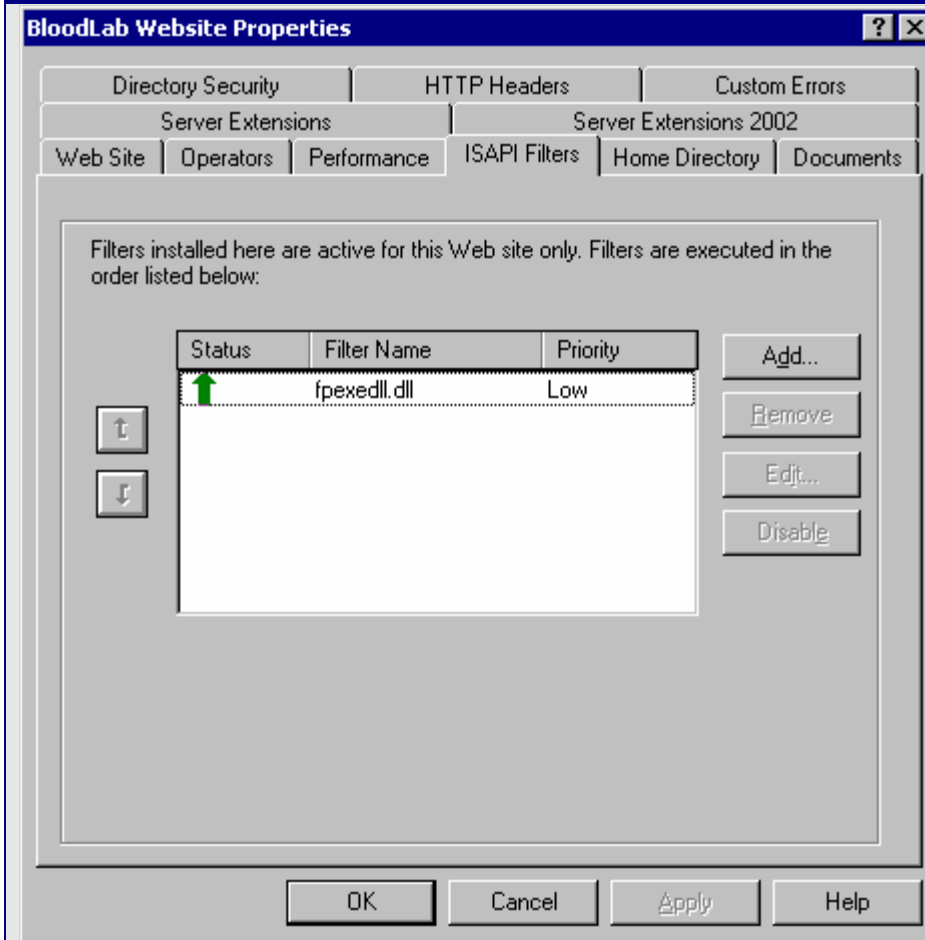 BloodLab Website Properties
Directory Security HTTP Headers Custom Errors
Server Extensions Server Extensions 2002
Web Site Operators Performance ISAPI Filters Home Directory Documents
Filters installed here are active for this Web site only. Filters are executed in the
order listed below:
Status Filter Name Priority
Add...
fpexedll.dll Low
Remove
Edit...
Disable
OK Cancel Apply Help